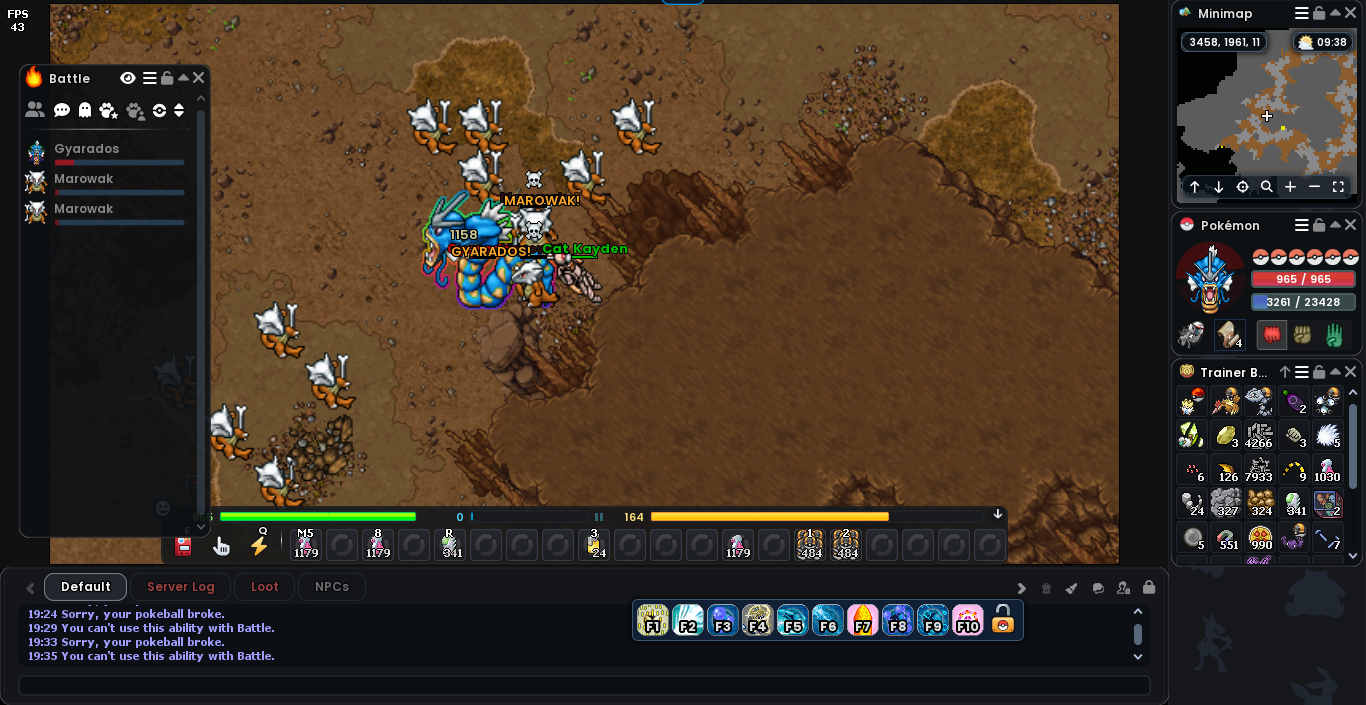 FPS
43
Battle
Gyarados
Marowak
Marowak
MAROWAK!
1158
GYARADOS!
Cat Kayden
Minimap
3458, 1961, 11
09:38
Pokémon
965 / 965
3261 / 23428
4
Trainer B...
2
3
4266
3
5
6
126
7933
9
1030
24
327
324
341
2
5
551
990
7
0
164
E
Q
M5
1179
8
1179
R
341
3
24
1179
1
484
2
484
Default
Server Log
Loot
NPCs
19:24 Sorry, your pokeball broke.
19:29 You can't use this ability with Battle.
19:33 Sorry, your pokeball broke.
19:35 You can't use this ability with Battle.
F1
F2
F3
F4
F5
F6
F7
F8
F9
F10